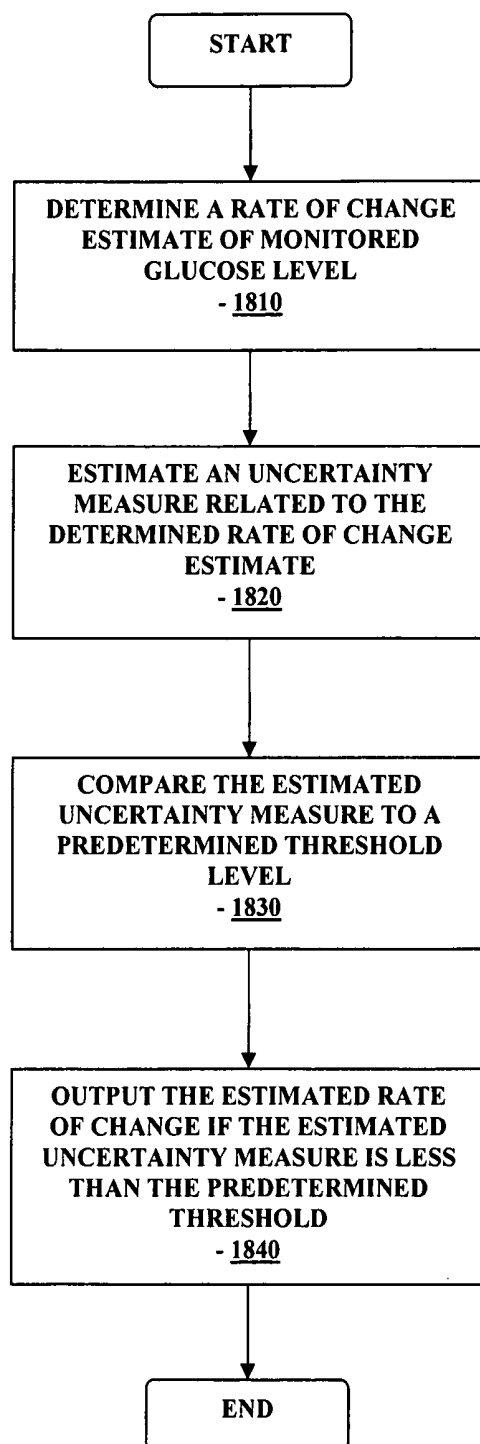 START
DETERMINE A RATE OF CHANGE
ESTIMATE OF MONITORED
GLUCOSE LEVEL
- 1810
ESTIMATE AN UNCERTAINTY
MEASURE RELATED TO THE
DETERMINED RATE OF CHANGE
ESTIMATE
- 1820
COMPARE THE ESTIMATED
UNCERTAINTY MEASURE TO A
PREDETERMINED THRESHOLD
LEVEL
- 1830
OUTPUT THE ESTIMATED RATE
OF CHANGE IF THE ESTIMATED
UNCERTAINTY MEASURE IS LESS
THAN THE PREDETERMINED
THRESHOLD
- 1840
END